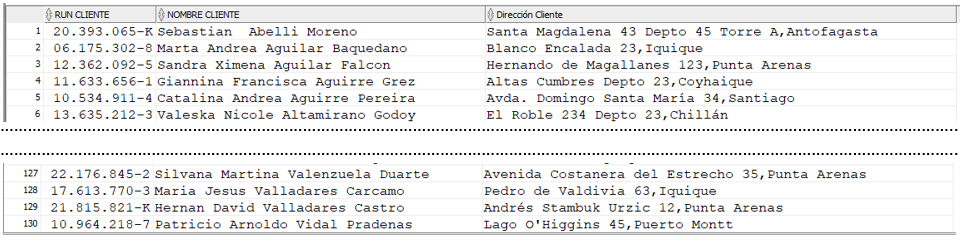 RUN CLIENTE NOMBRE CLIENTE Dirección Cliente
1 20.393.065-K Sebastian  Abelli Moreno Santa Magdalena 43 Depto 45 Torre A,Antofagasta
2 06.175.302-8 Marta Andrea Aguilar Baquedano Blanco Encalada 23,Iquique
3 12.362.092-5 Sandra Ximena Aguilar Falcon Hernando de Magallanes 123,Punta Arenas
4 11.633.656-1 Giannina Francisca Aguirre Grez Altas Cumbres Depto 23,Coyhaique
5 10.534.911-4 Catalina Andrea Aguirre Pereira Avda. Domingo Santa María 34,Santiago
6 13.635.212-3 Valeska Nicole Altamirano Godoy El Roble 234 Depto 23,Chillán
127 22.176.845-2 Silvana Martina Valenzuela Duarte Avenida Costanera del Estrecho 35,Punta Arenas
128 17.613.770-3 Maria Jesus Valladares Carcamo Pedro de Valdivia 63,Iquique
129 21.815.821-K Hernan David Valladares Castro Andrés Stambuk Urzic 12,Punta Arenas
130 10.964.218-7 Patricio Arnoldo Vidal Pradenas Lago O'Higgins 45,Puerto Montt